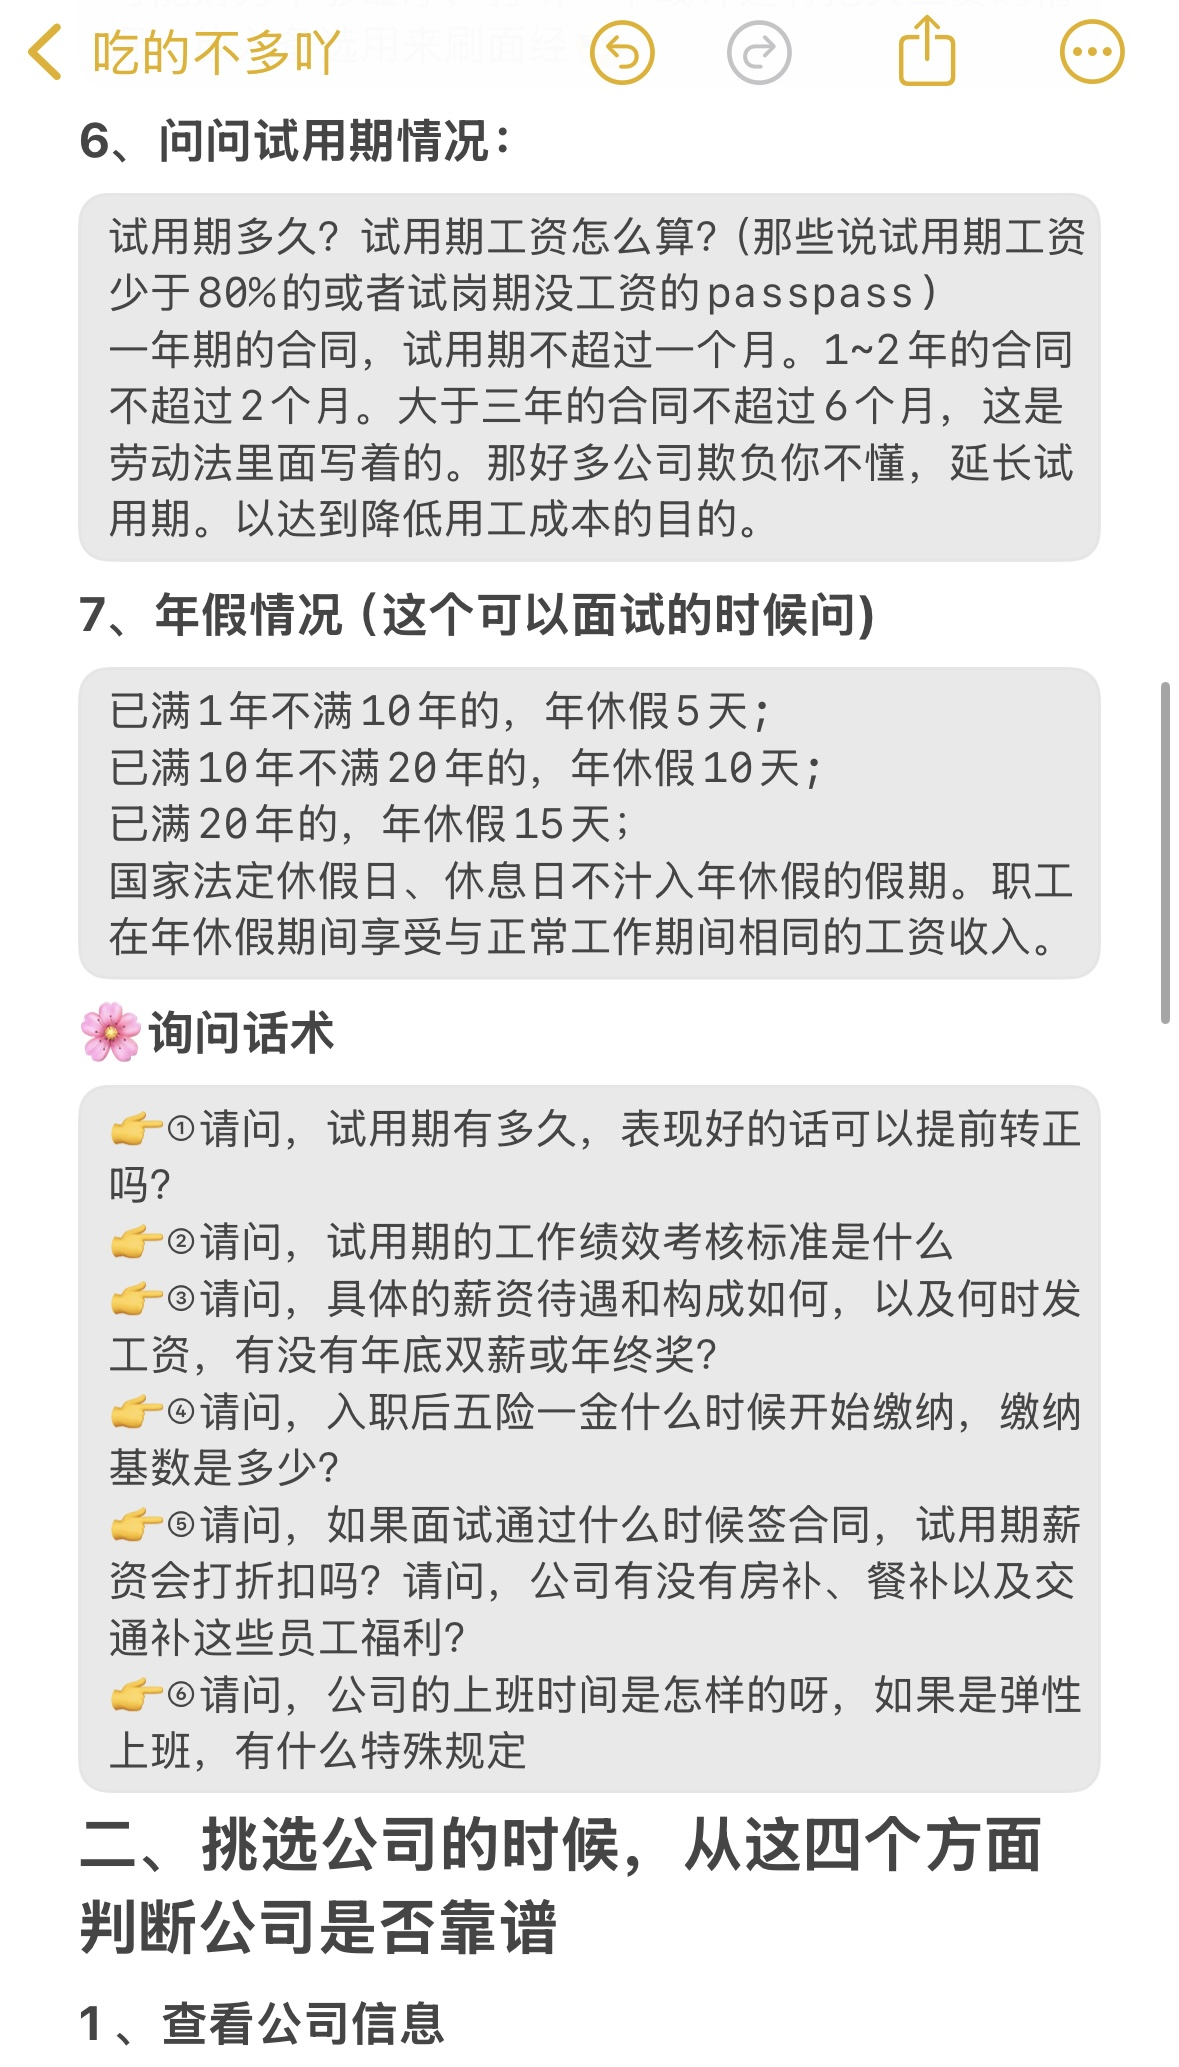 吃的不多吖
6、问问试用期情况：
试用期多久？试用期工资怎么算？(那些说试用期工资
少于80%的或者试岗期没工资的passpass)
一年期的合同，试用期不超过一个月。1~2年的合同
不超过2个月。大于三年的合同不超过6个月，这是
劳动法里面写着的。那好多公司欺负你不懂，延长试
用期。以达到降低用工成本的目的。
7、年假情况（这个可以面试的时候问)
已满1年不满10年的，年休假5天；
已满10年不满20年的，年休假10天；
已满20年的，年休假15天；
国家法定休假日、休息日不汁入年休假的假期。职工
在年休假期间享受与正常工作期间相同的工资收入。
🌸询问话术
👉①请问，试用期有多久，表现好的话可以提前转正
吗？
👉②请问，试用期的工作绩效考核标准是什么
👉③请问，具体的薪资待遇和构成如何，以及何时发
工资，有没有年底双薪或年终奖？
👉④请问，入职后五险一金什么时候开始缴纳，缴纳
基数是多少？
👉⑤请问，如果面试通过什么时候签合同，试用期薪
资会打折扣吗？请问，公司有没有房补、餐补以及交
通补这些员工福利？
👉⑥请问，公司的上班时间是怎样的呀，如果是弹性
上班，有什么特殊规定
二、挑选公司的时候，从这四个方面
判断公司是否靠谱
1、查看公司信息